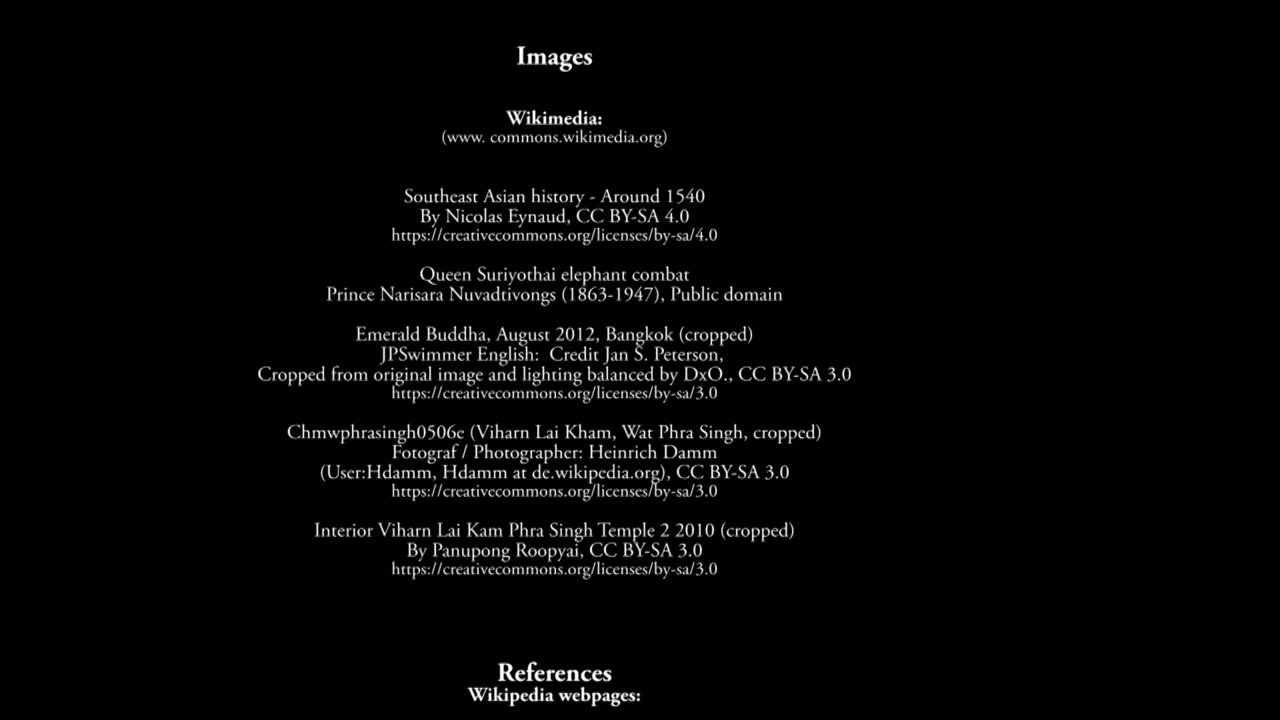 Images
Wikimedia:
(www. commons.wikimedia.org)
Southeast Asian history - Around 1540
By Nicolas Eynaud, CC BY-SA 4.0
https://creativecommons.org/licenses/by-sa/4.0
Queen Suriyothai elephant combat
Prince Narisara Nuvadtivongs (1863-1947), Public domain
Emerald Buddha, August 2012, Bangkok (cropped)
JPSwimmer English:  Credit Jan S. Peterson,
Cropped from original image and lighting balanced by DxO., CC BY-SA 3.0
https://creativecommons.org/licenses/by-sa/3.0
Chmwphrasingh0506e (Viharn Lai Kham, Wat Phra Singh, cropped)
Fotograf / Photographer: Heinrich Damm
(User:Hdamm, Hdamm at de.wikipedia.org), CC BY-SA 3.0
https://creativecommons.org/licenses/by-sa/3.0
Interior Viharn Lai Kam Phra Singh Temple 2 2010 (cropped)
By Panupong Roopyai, CC BY-SA 3.0
https://creativecommons.org/licenses/by-sa/3.0
References
Wikipedia webpages: